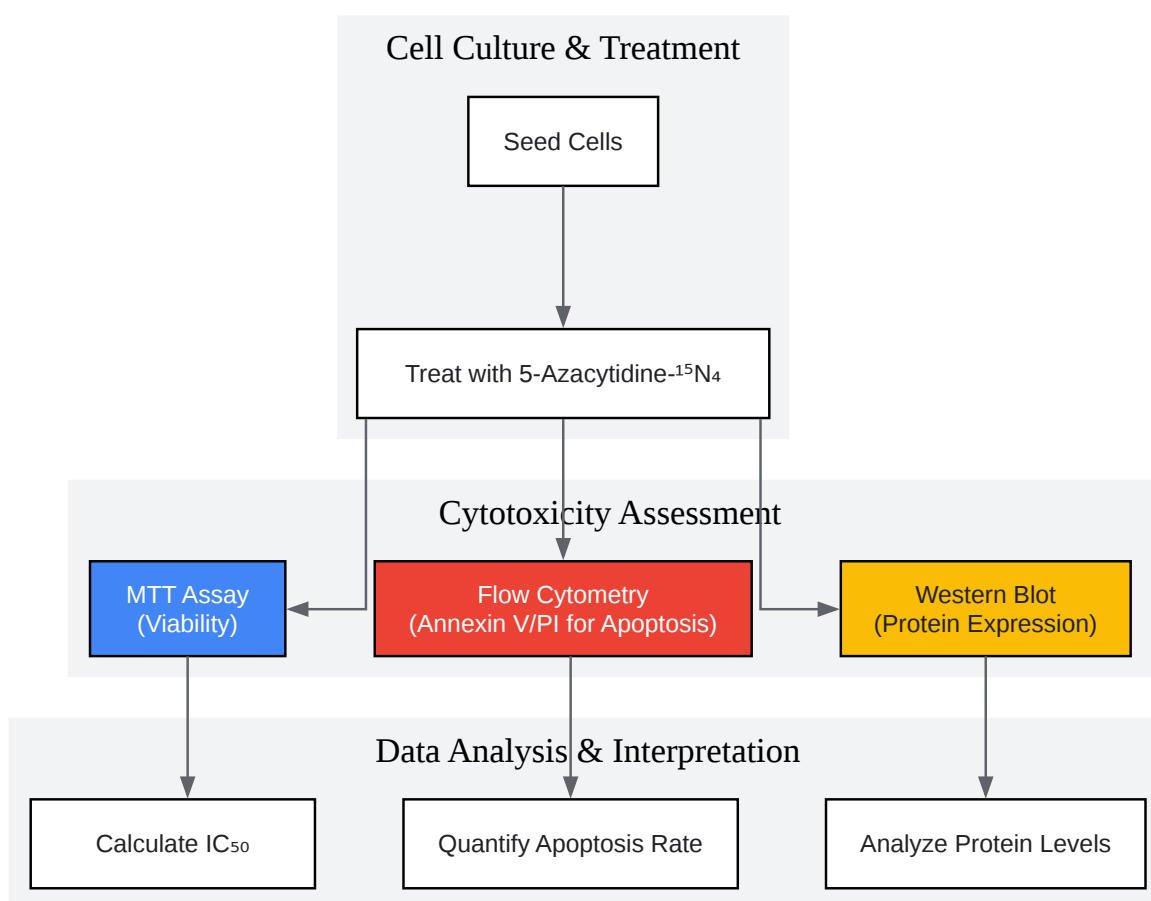 Cell Culture & Treatment
Seed Cells
Treat with 5-Azacytidine-¹⁵N₄
Cytotoxicity Assessment
MTT Assay
(Viability)
Flow Cytometry
(Annexin V/PI for Apoptosis)
Western Blot
(Protein Expression)
Data Analysis & Interpretation
Calculate IC₅₀
Quantify Apoptosis Rate
Analyze Protein Levels